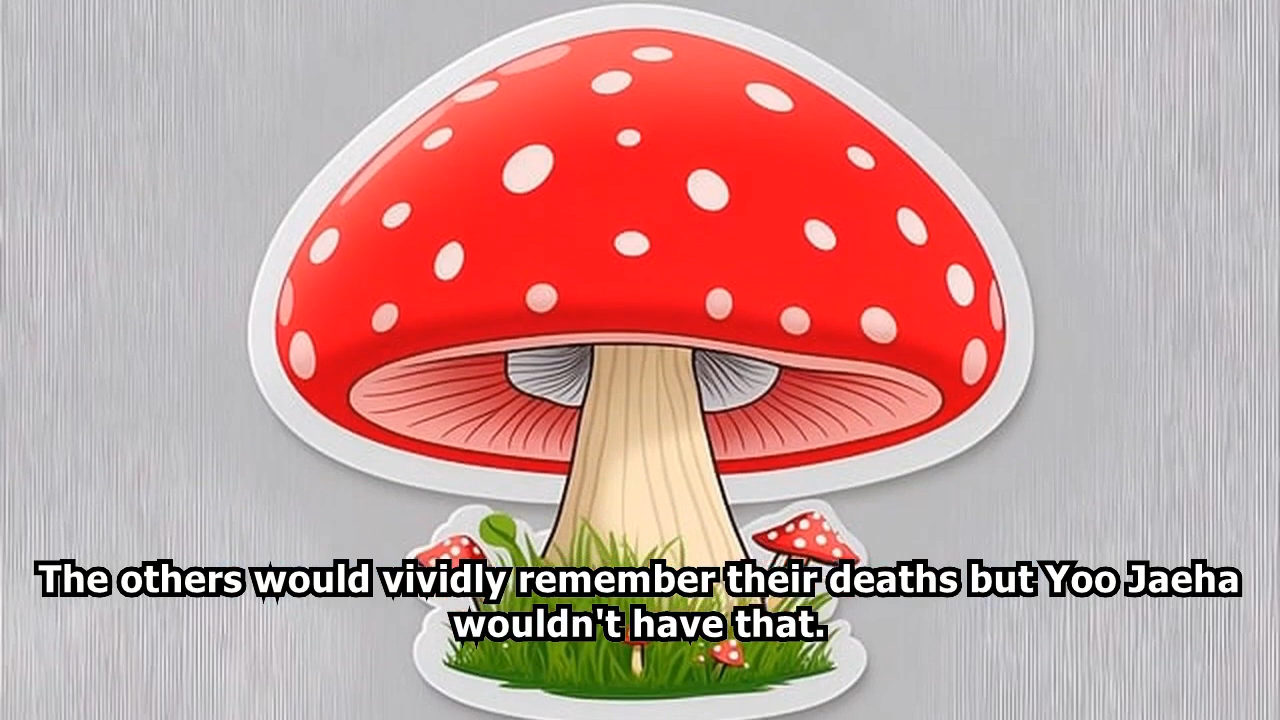 The others would vividly remember their deaths but Yoo Jaeha
wouldn't have that.